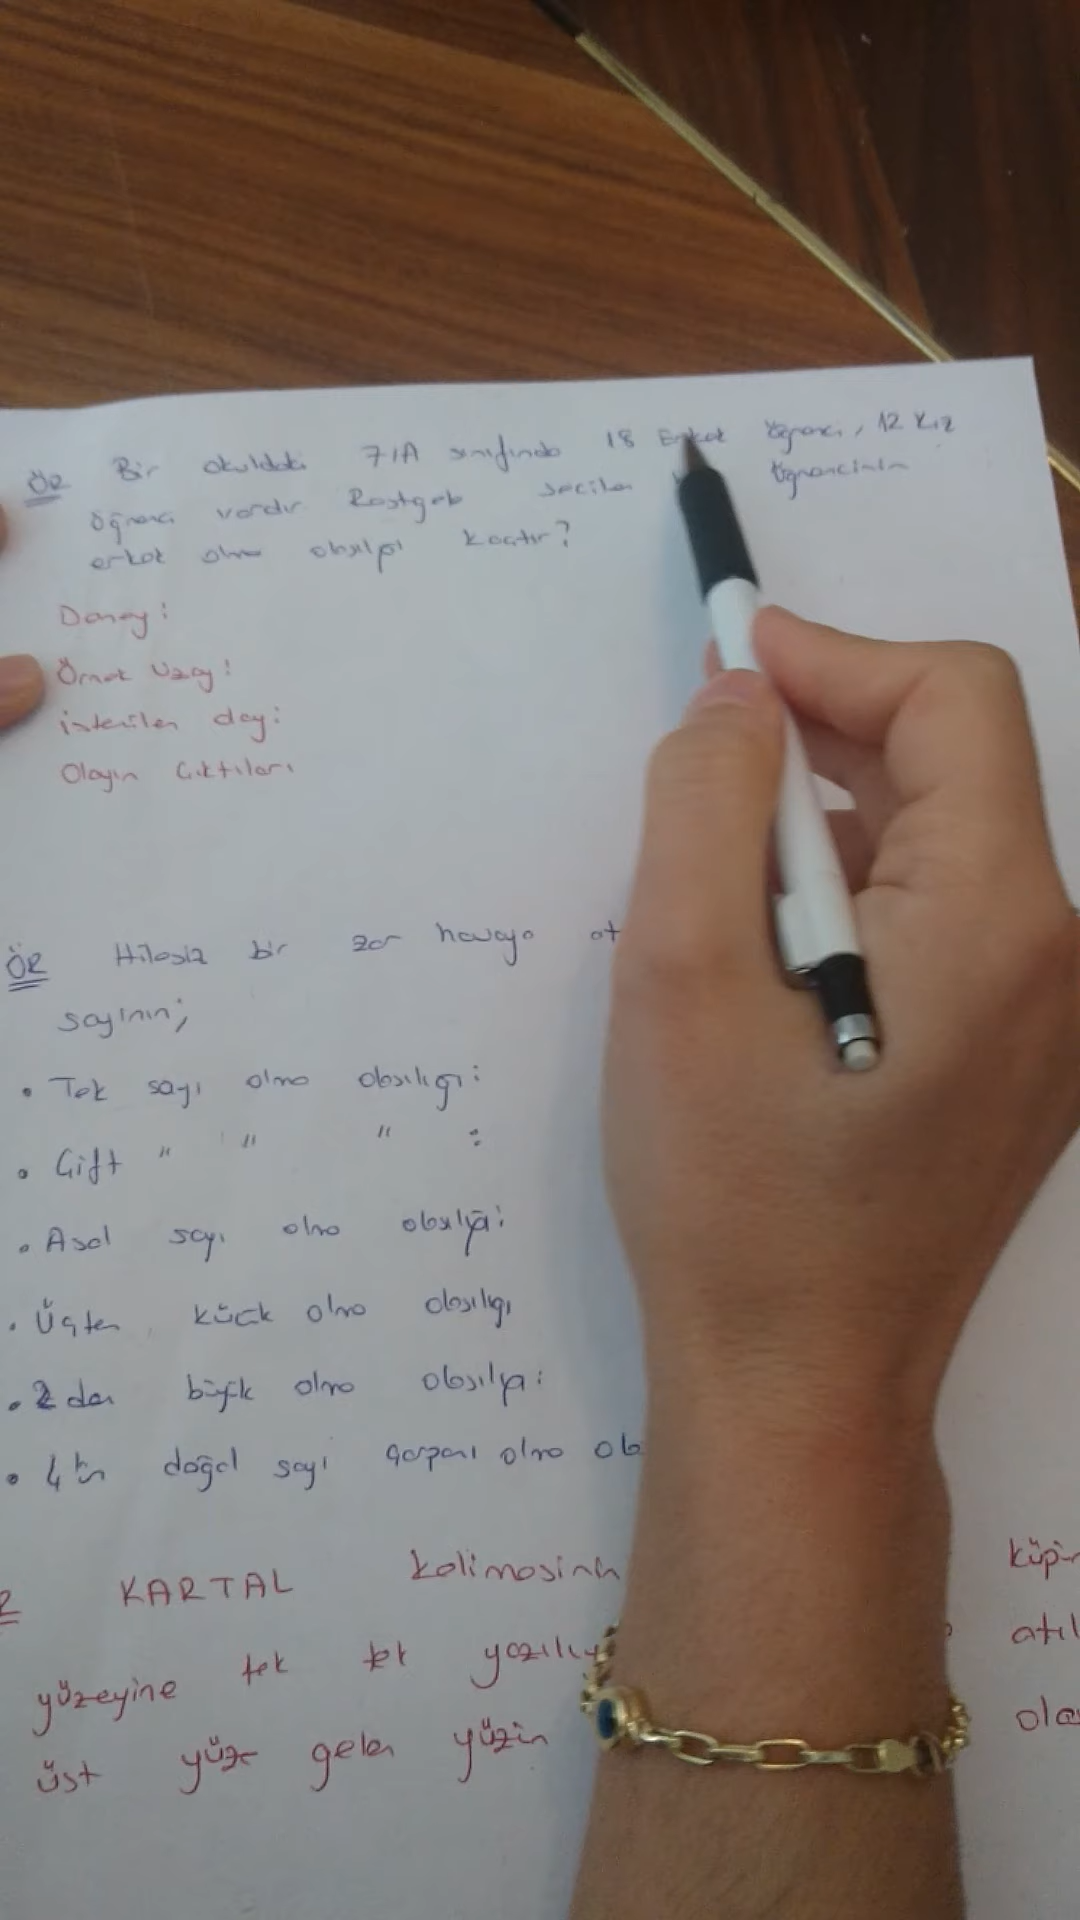 ÖR Bir okuldaki 7/A sınıfında 18 Erkek öğrenci, 12 Kız
öğrenci vardır Rastgele seçilen öğrencinin
erkek olma olasılığı kaçtır?
Deney:
Örnek Uzay:
istenilen olay:
Olayın Çıktıları
ÖR Hilesiz bir zar havaya at
sayının;
• Tek sayı olma olasılığı:
• Çift " " " :
• Asal sayı olma olasılığı:
• Üçten küçük olma olasılığı
• 2 den büyük olma olasılığı:
• 4'ün doğal sayı çarpanı olma ola
KARTAL kelimesinin küpün
yüzeyine tek tek yazılıy atıl
üst yüze gelen yüzün ola